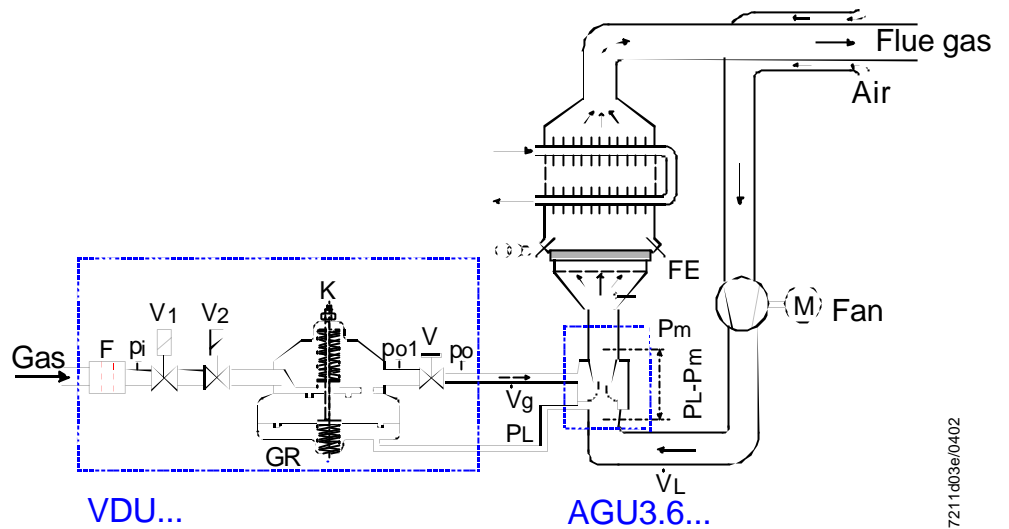 Flue gas
Air
FE
M
Fan
K
V1
V2
Gas
F
pi
po1
V
po
Pm
PL-Pm
Vg
PL
GR
VL
VDU...
AGU3.6...
7211d03e/0402